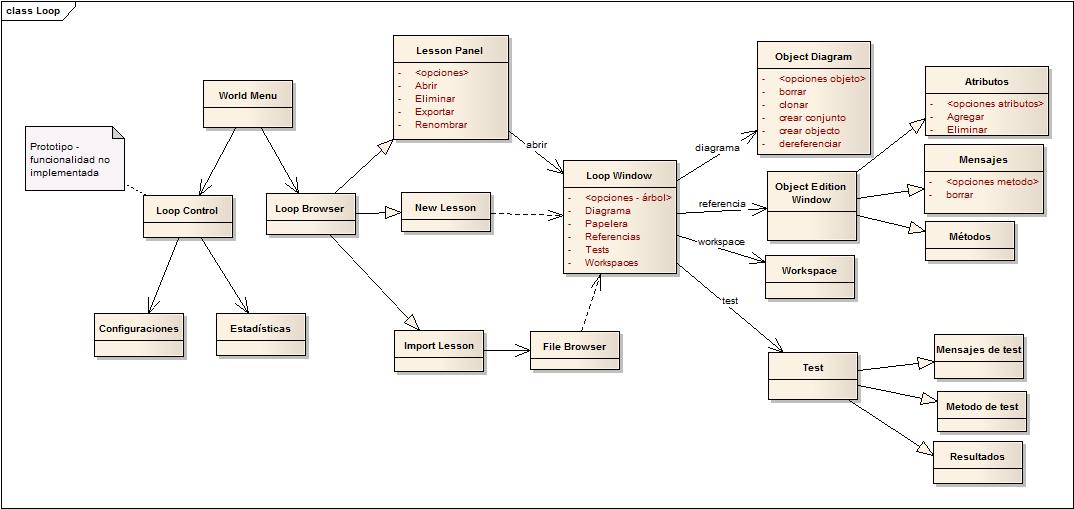 class Loop
Prototipo -
funcionalidad no
implementada
World Menu
Loop Control
Configuraciones
Estadísticas
Loop Browser
Lesson Panel
- <opciones>
- Abrir
- Eliminar
- Exportar
- Renombrar
New Lesson
Import Lesson
File Browser
abrir
Loop Window
- <opciones - árbol>
- Diagrama
- Papelera
- Referencias
- Tests
- Workspaces
diagrama
referencia
workspace
test
Object Diagram
- <opciones objeto>
- borrar
- clonar
- crear conjunto
- crear objecto
- dereferenciar
Object Edition
Window
Workspace
Test
Atributos
- <opciones atributos>
- Agregar
- Eliminar
Mensajes
- <opciones metodo>
- borrar
Métodos
Mensajes de test
Metodo de test
Resultados